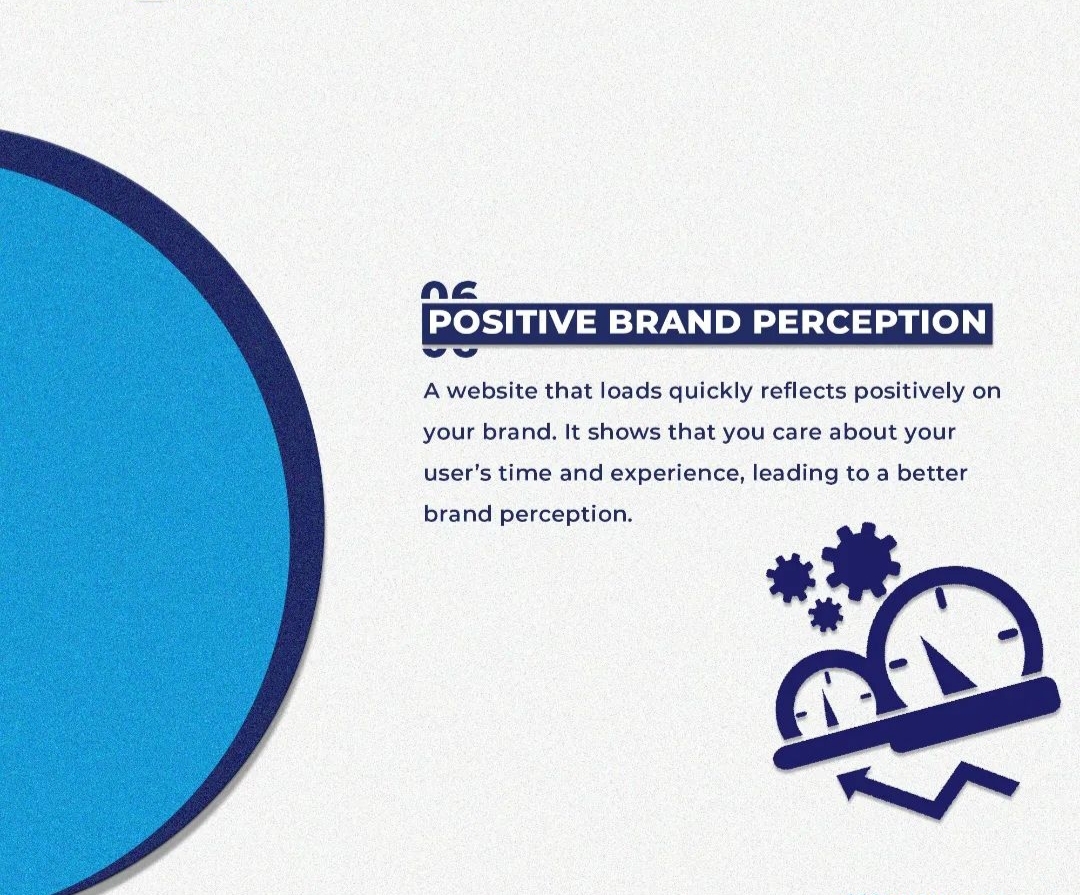 06
POSITIVE BRAND PERCEPTION
A website that loads quickly reflects positively on
your brand. It shows that you care about your
user’s time and experience, leading to a better
brand perception.